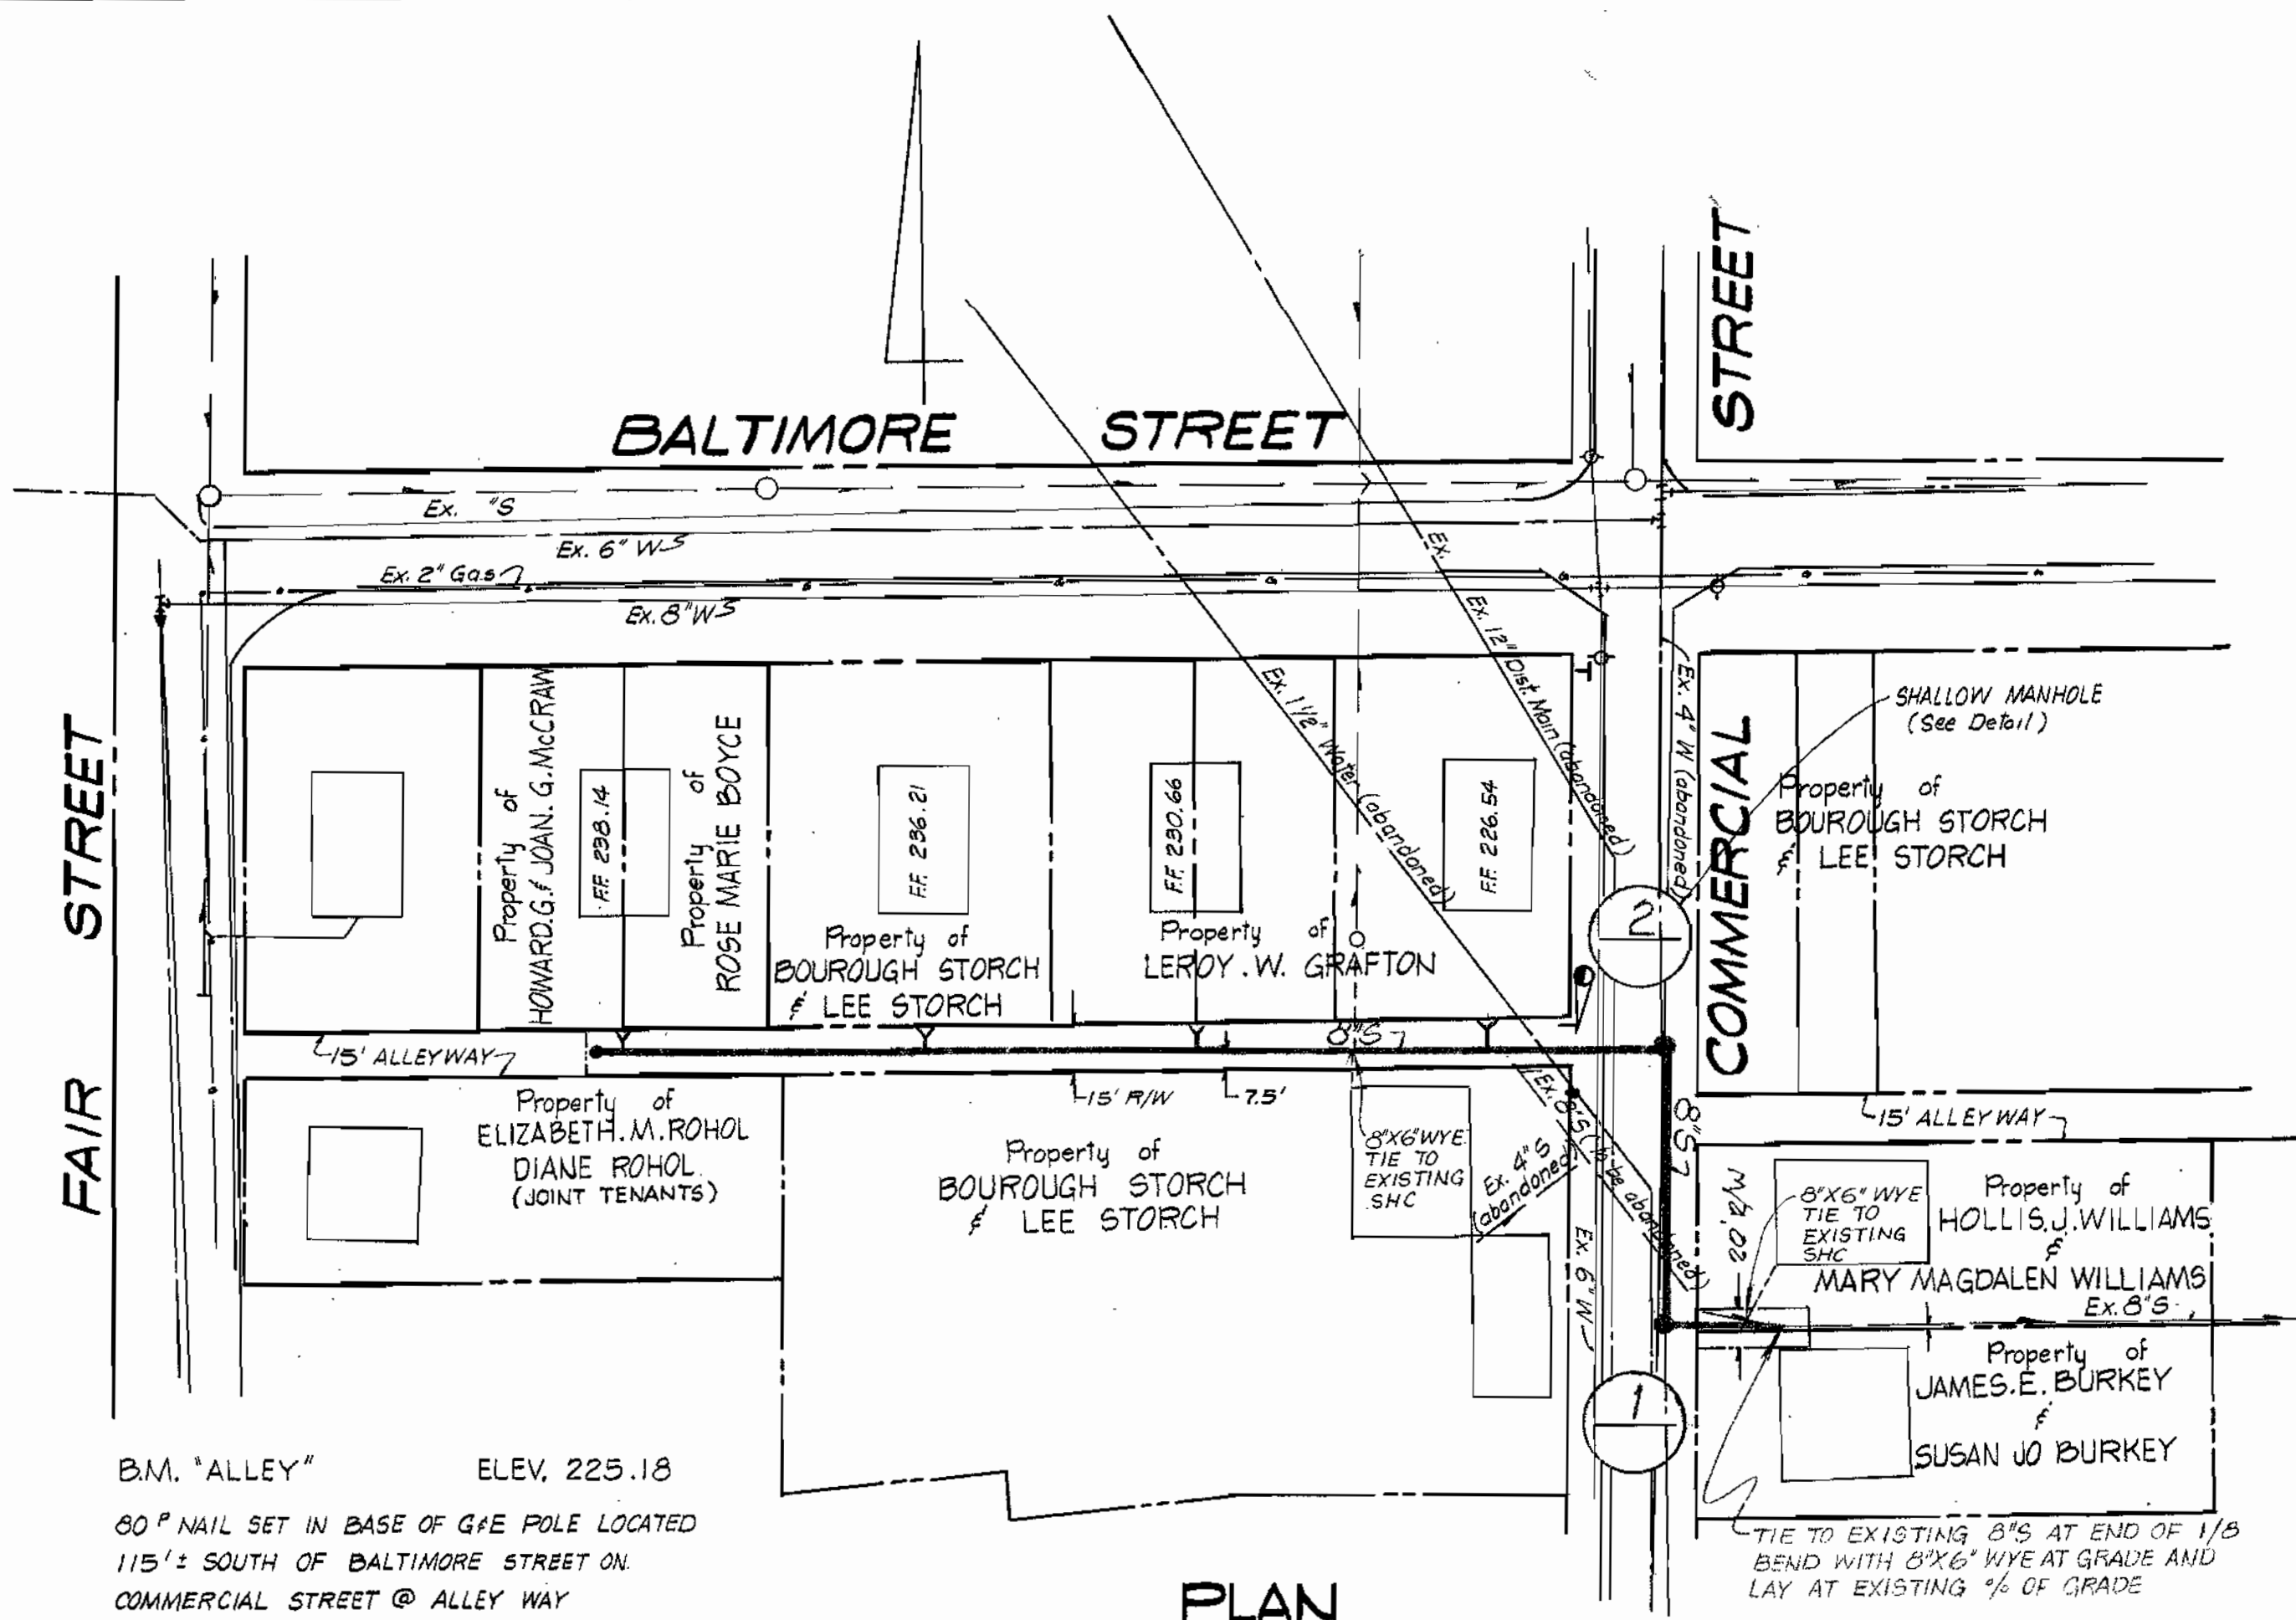 STREET
BALTIMORE STREET
Ex. "S
Ex. 6" W
Ex. 2" Gas
Ex. 8" W
Ex.
Ex. 12" Dist. Main (abandoned)
Ex. 1½" Water (abandoned)
Ex. 4" W (abandoned)
SHALLOW MANHOLE
(See Detail)
FAIR STREET
COMMERCIAL
Property of
HOWARD.G.& JOAN.G.McCRAW
F.F. 238.14
Property of
ROSE MARIE BOYCE
F.F. 236.21
Property of
BOUROUGH STORCH
& LEE STORCH
F.F. 230.66
Property of
LEROY.W. GRAFTON
F.F. 226.54
2
Property of
BOUROUGH STORCH
& LEE STORCH
8"S
15' ALLEYWAY
15' R/W
7.5'
15' ALLEYWAY
Property of
ELIZABETH.M.ROHOL
DIANE ROHOL
(JOINT TENANTS)
Property of
BOUROUGH STORCH
& LEE STORCH
8"X6" WYE
TIE TO
EXISTING
SHC
Ex. 4" S
(abandoned)
Ex. 8"S (to be abandoned)
8"S
Ex. 6" W
20' R/W
8"X6" WYE
TIE TO
EXISTING
SHC
Property of
HOLLIS.J.WILLIAMS
&
MARY MAGDALEN WILLIAMS
Ex. 8"S
Property of
JAMES.E. BURKEY
&
SUSAN JO BURKEY
1
TIE TO EXISTING 8"S AT END OF 1/8
BEND WITH 8"X6" WYE AT GRADE AND
LAY AT EXISTING % OF GRADE
B.M. "ALLEY" ELEV. 225.18
80 P NAIL SET IN BASE OF G&E POLE LOCATED
115'± SOUTH OF BALTIMORE STREET ON.
COMMERCIAL STREET @ ALLEY WAY
PLAN